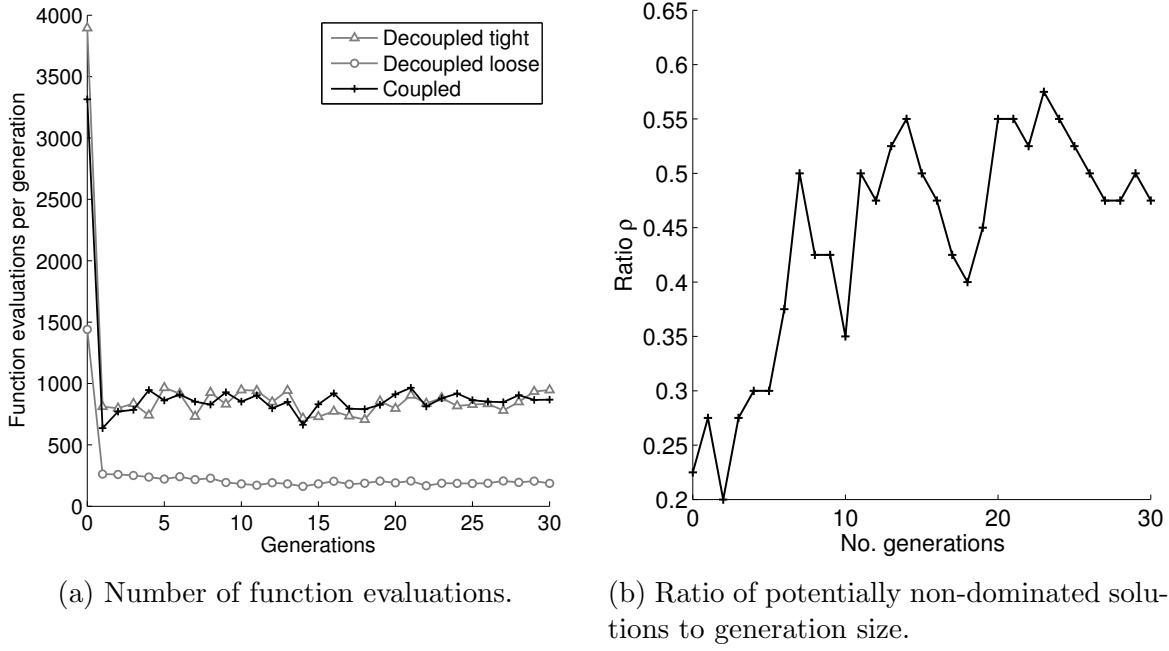 4000
3500
3000
2500
2000
1500
1000
500
0
Function evaluations per generation
Decoupled tight
Decoupled loose
Coupled
0 5 10 15 20 25 30
Generations
(a) Number of function evaluations.
0.65
0.6
0.55
0.5
0.45
0.4
0.35
0.3
0.25
0.2
Ratio ρ
0 10 20 30
No. generations
(b) Ratio of potentially non-dominated solu-
tions to generation size.